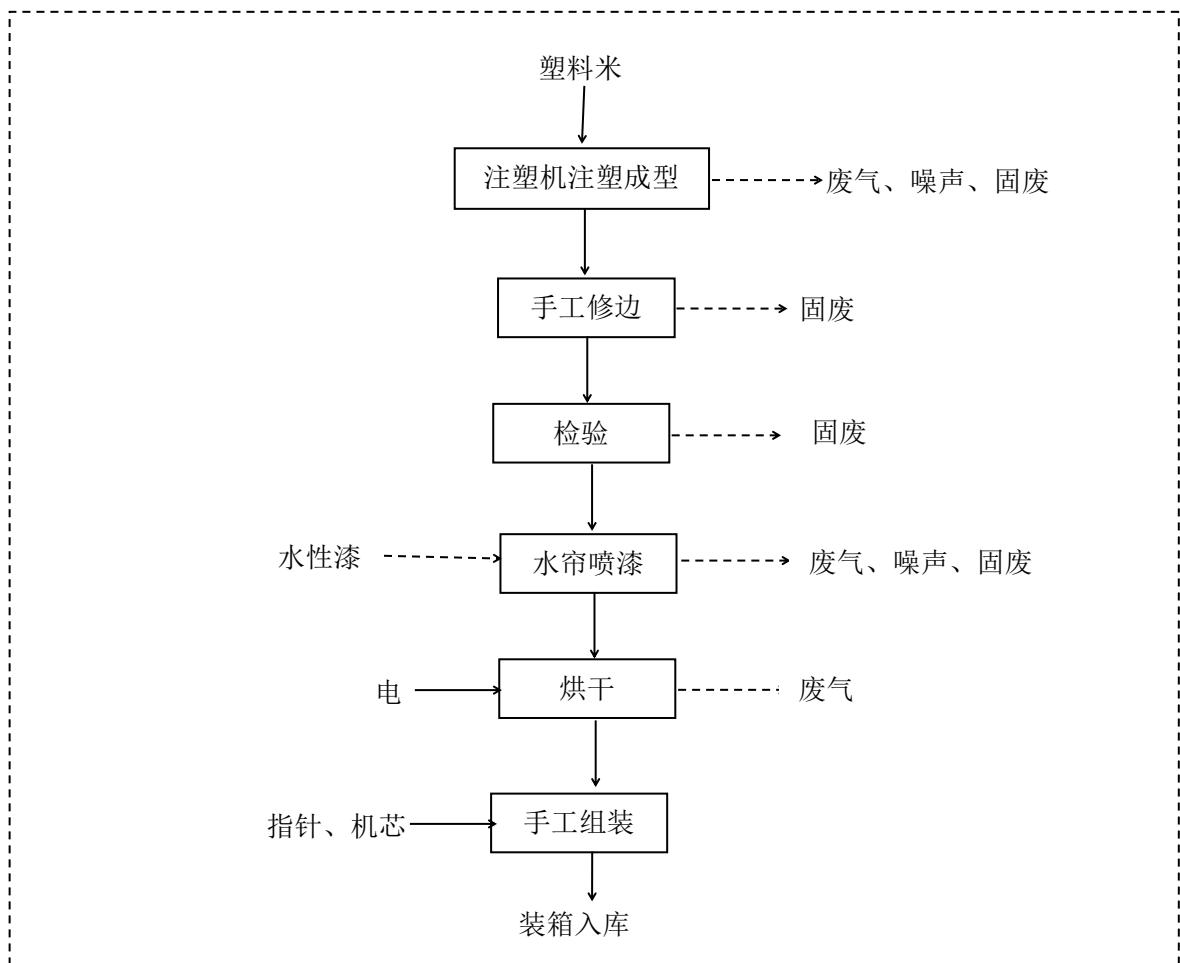 塑料米
注塑机注塑成型
废气、噪声、固废
手工修边
固废
检验
固废
水性漆
水帘喷漆
废气、噪声、固废
电
烘干
废气
指针、机芯
手工组装
装箱入库